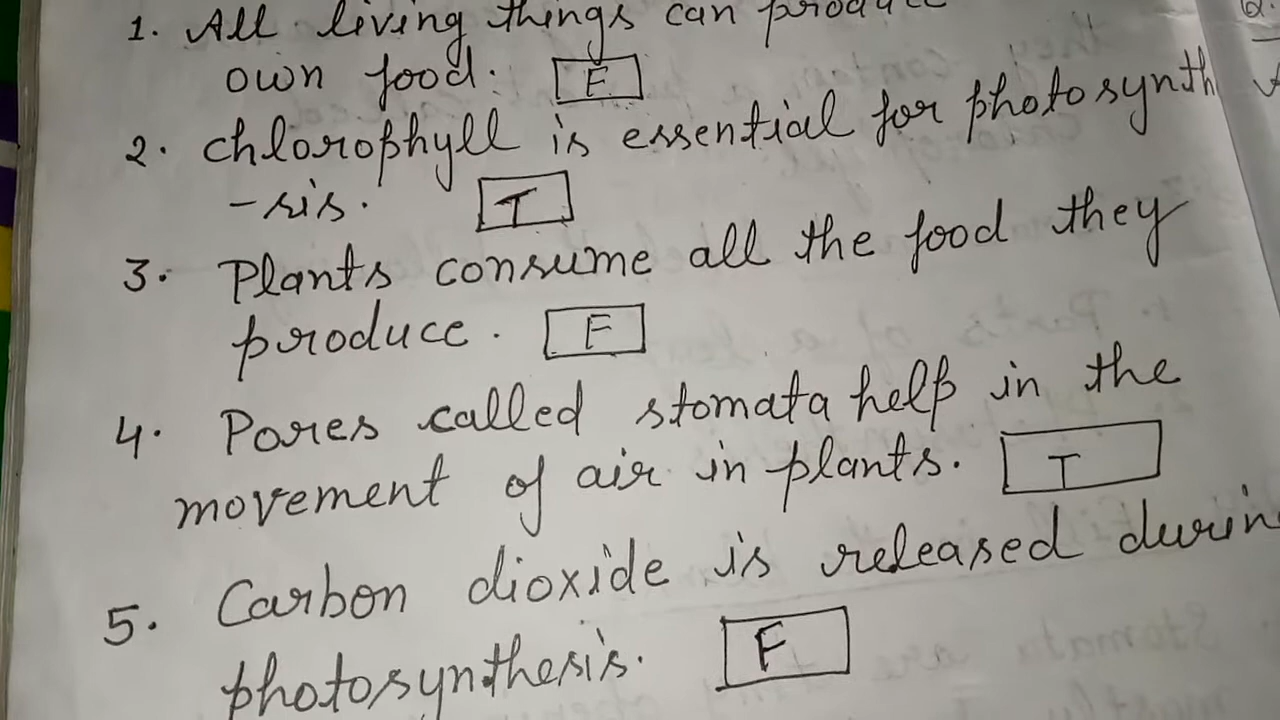 1. All living things can produce
own food. F
2. chlorophyll is essential for photosynth
-sis. T
3. Plants consume all the food they
produce. F
4. Pores called stomata help in the
movement of air in plants. T
5. Carbon dioxide is released durin
photosynthesis. F